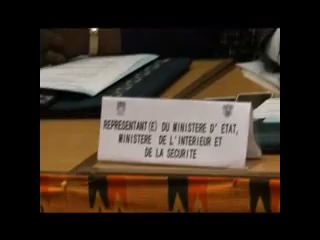 REPRESENTANT(E) DU MINISTERE D' ETAT,
MINISTERE DE L'INTERIEUR ET
DE LA SECURITE